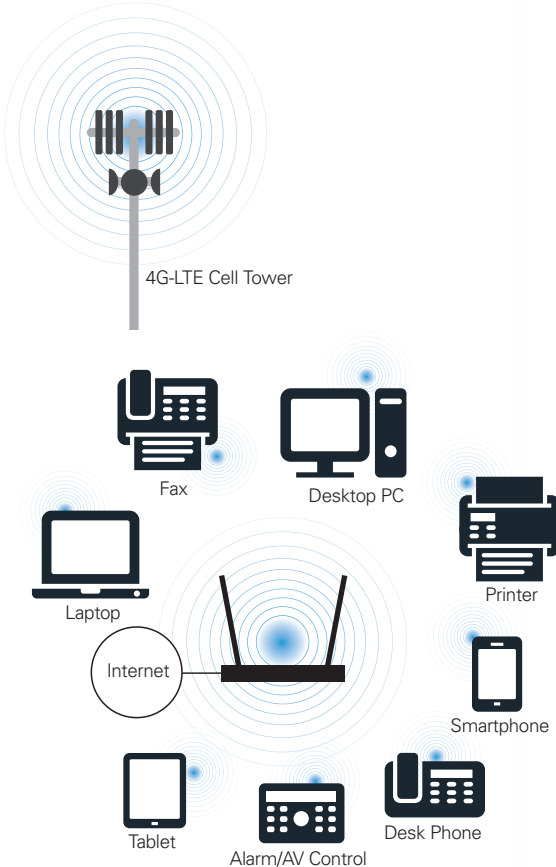 4G-LTE Cell Tower
Fax
Desktop PC
Printer
Laptop
Internet
Smartphone
Tablet
Desk Phone
Alarm/AV Control